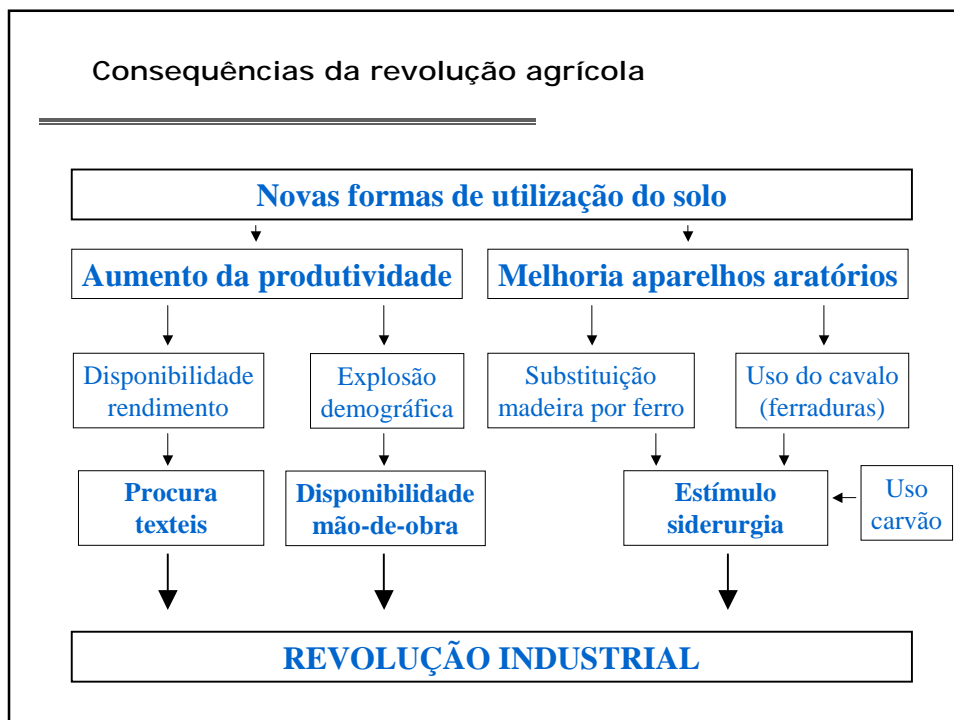 Consequências da revolução agrícola
Novas formas de utilização do solo
Aumento da produtividade
Melhoria aparelhos aratórios
Disponibilidade
rendimento
Explosão
demográfica
Substituição
madeira por ferro
Uso do cavalo
(ferraduras)
Procura
texteis
Disponibilidade
mão-de-obra
Estímulo
siderurgia
Uso
carvão
REVOLUÇÃO INDUSTRIAL